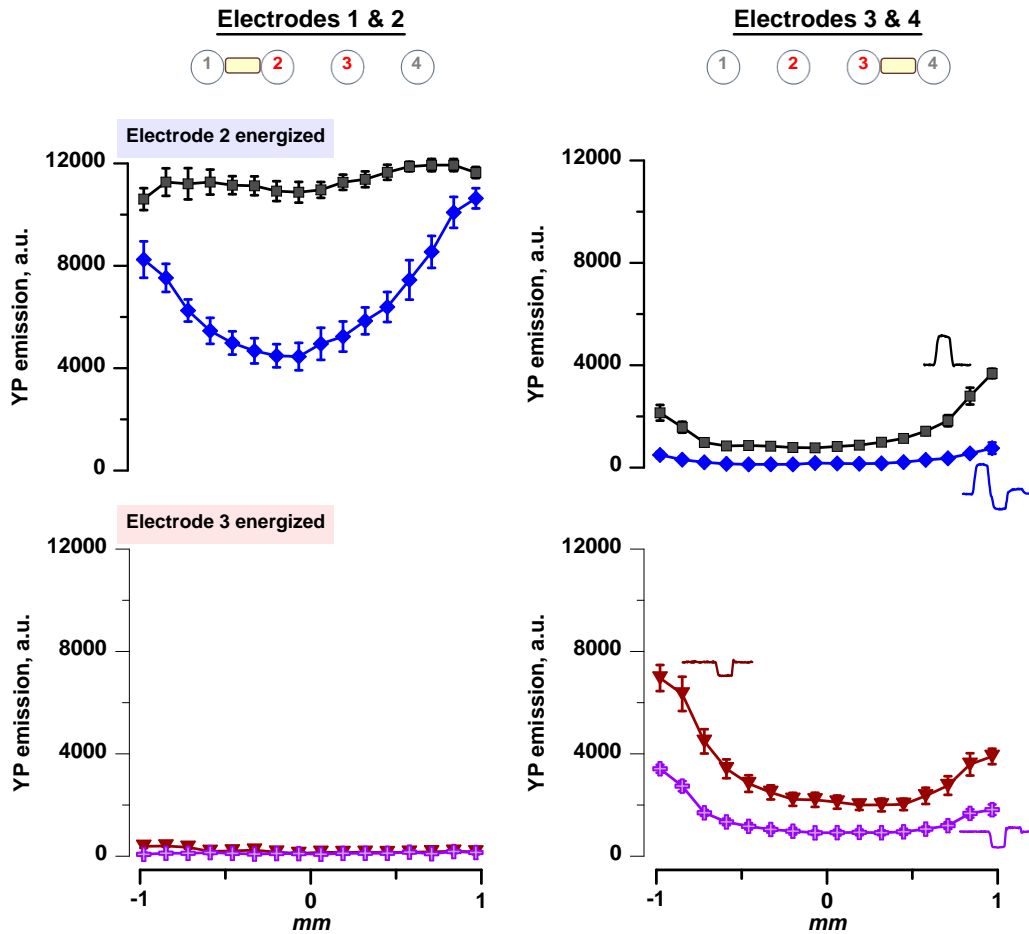 Electrodes 1 & 2
Electrodes 3 & 4
1 2 3 4
1 2 3 4
Electrode 2 energized
12000
8000
4000
0
YP emission, a.u.
12000
8000
4000
0
YP emission, a.u.
Electrode 3 energized
12000
8000
4000
0
YP emission, a.u.
-1 0 1
mm
12000
8000
4000
0
YP emission, a.u.
-1 0 1
mm